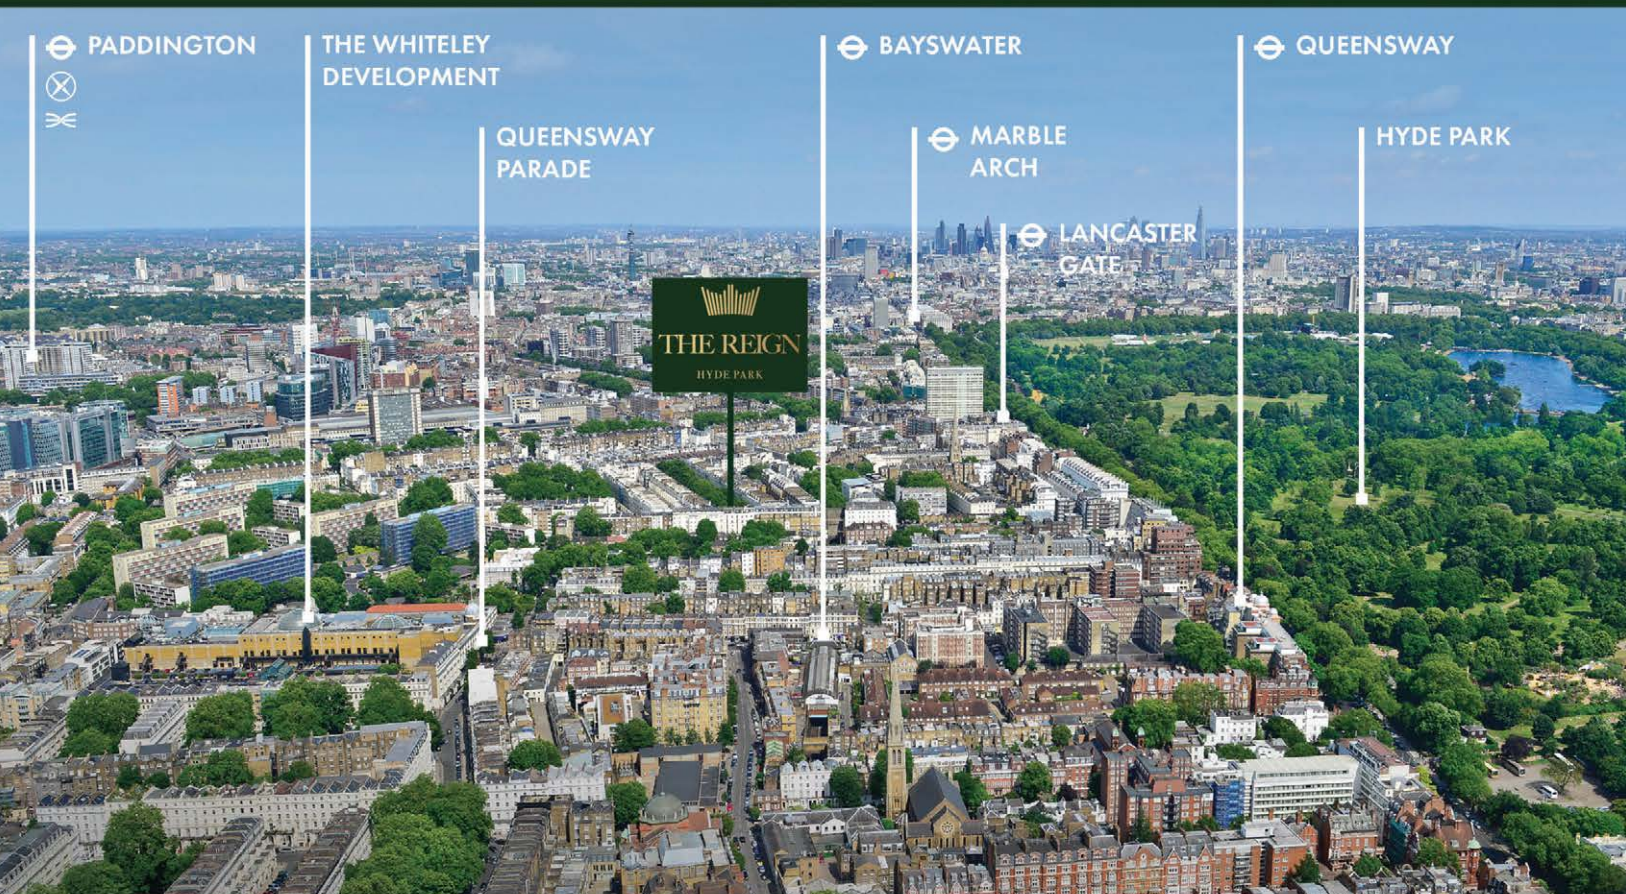 PADDINGTON
THE WHITELEY
DEVELOPMENT
QUEENSWAY
PARADE
THE REIGN
HYDE PARK
BAYSWATER
MARBLE
ARCH
LANCASTER
GATE
QUEENSWAY
HYDE PARK